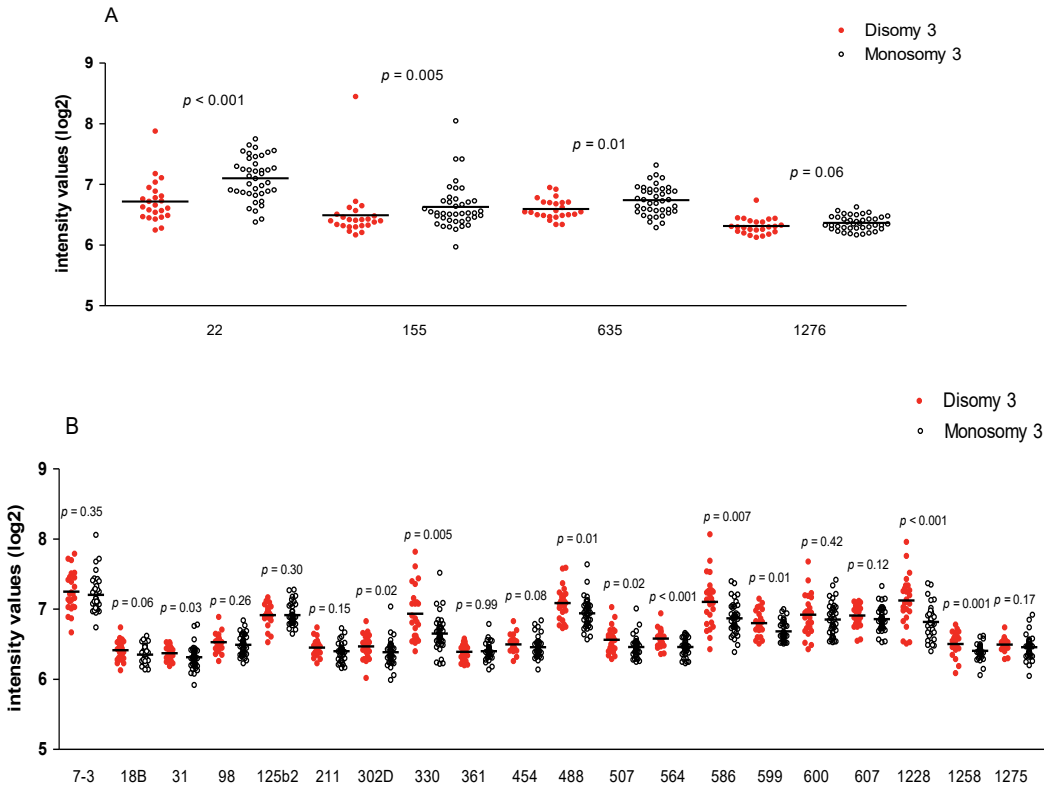 A
Disomy 3
Monosomy 3
intensity values (log2)
9
8
7
6
5
p < 0.001
p = 0.005
p = 0.01
p = 0.06
22 155 635 1276
B
Disomy 3
Monosomy 3
intensity values (log2)
9
8
7
6
5
p = 0.35
p = 0.06
p = 0.03
p = 0.26
p = 0.30
p = 0.15
p = 0.02
p = 0.005
p = 0.99
p = 0.08
p = 0.01
p = 0.02
p <0.001
p = 0.007
p = 0.01
p = 0.42
p = 0.12
p <0.001
p = 0.001
p = 0.17
7-3 18B 31 98 125b2 211 302D 330 361 454 488 507 564 586 599 600 607 1228 1258 1275